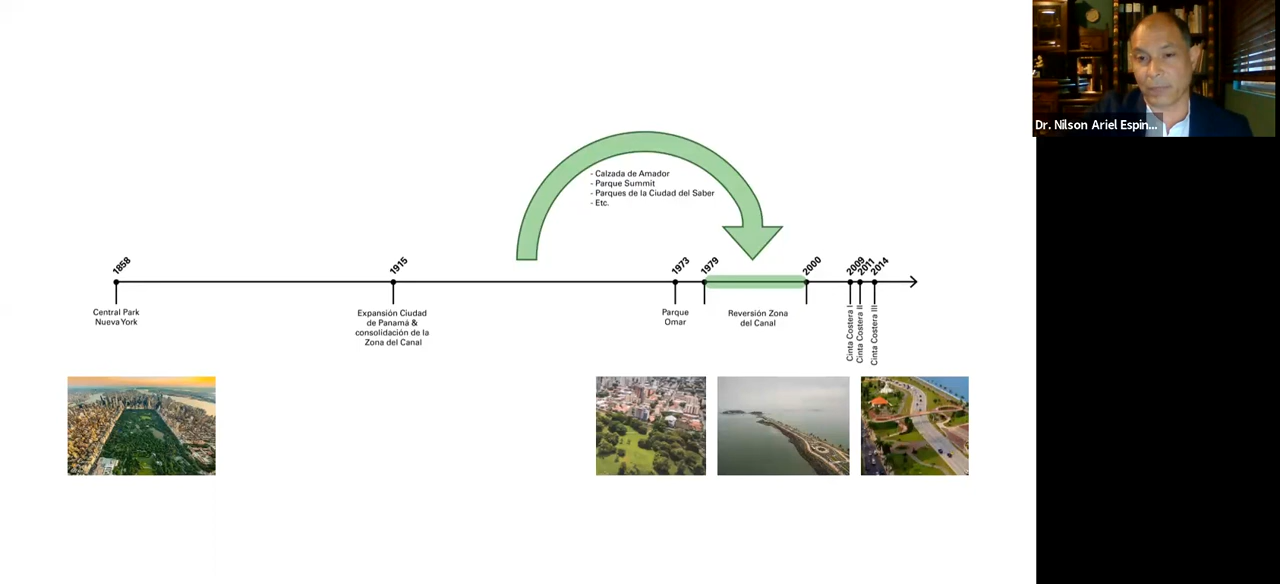 Dr. Nilson Ariel Espin...
- Calzada de Amador
- Parque Summit
- Parques de la Ciudad del Saber
- Etc.
1858
1915
1973
1979
2000
2009
2011
2014
Central Park
Nueva York
Expansión Ciudad
de Panamá &
consolidación de la
Zona del Canal
Parque
Omar
Reversión Zona
del Canal
Cinta Costera I
Cinta Costera II
Cinta Costera III